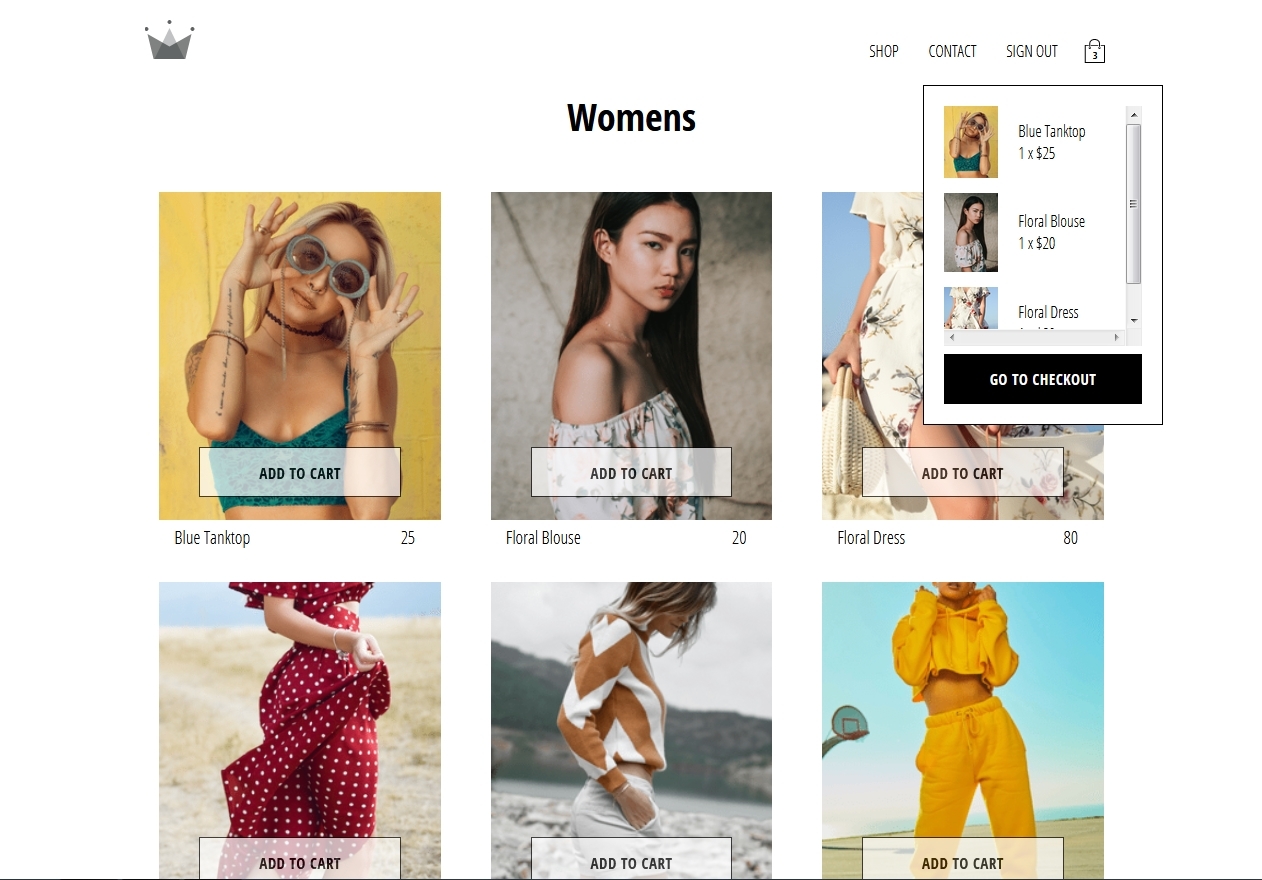 SHOP CONTACT SIGN OUT 3
Womens
Blue Tanktop
1 x $25
Floral Blouse
1 x $20
Floral Dress
GO TO CHECKOUT
ADD TO CART ADD TO CART ADD TO CART
Blue Tanktop 25 Floral Blouse 20 Floral Dress 80
ADD TO CART ADD TO CART ADD TO CART